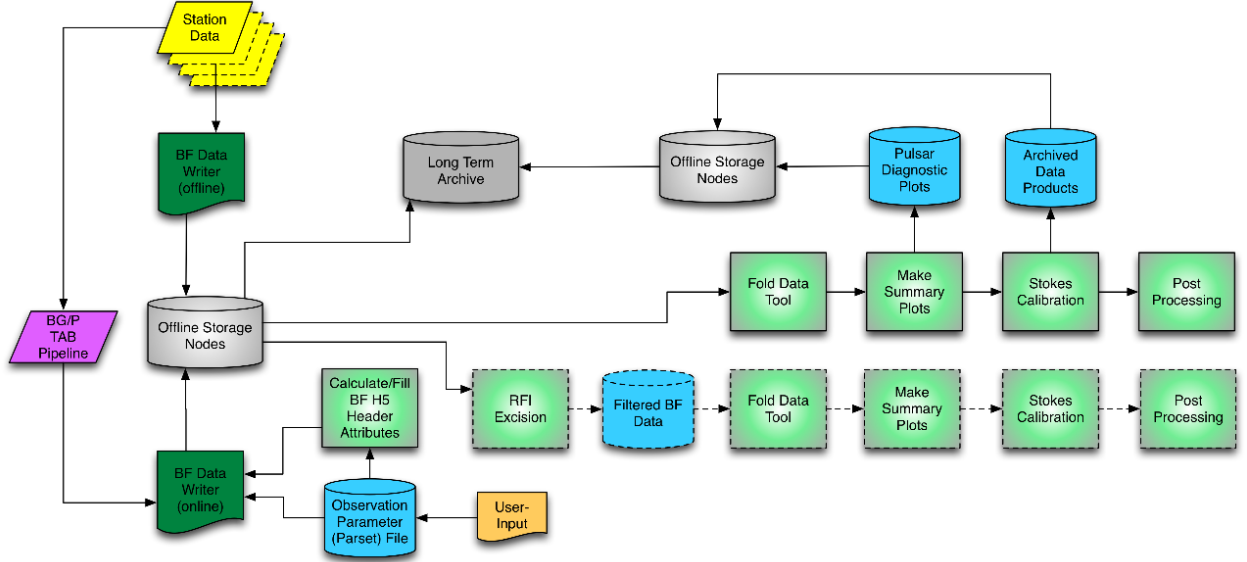 Station
Data
BF Data
Writer
(offline)
Long Term
Archive
Offline Storage
Nodes
Pulsar
Diagnostic
Plots
Archived
Data
Products
BG/P
TAB
Pipeline
Offline Storage
Nodes
Fold Data
Tool
Make
Summary
Plots
Stokes
Calibration
Post
Processing
Calculate/Fill
BF H5
Header
Attributes
RFI
Excision
Filtered BF
Data
Fold Data
Tool
Make
Summary
Plots
Stokes
Calibration
Post
Processing
BF Data
Writer
(online)
Observation
Parameter
(Parset) File
User-
Input